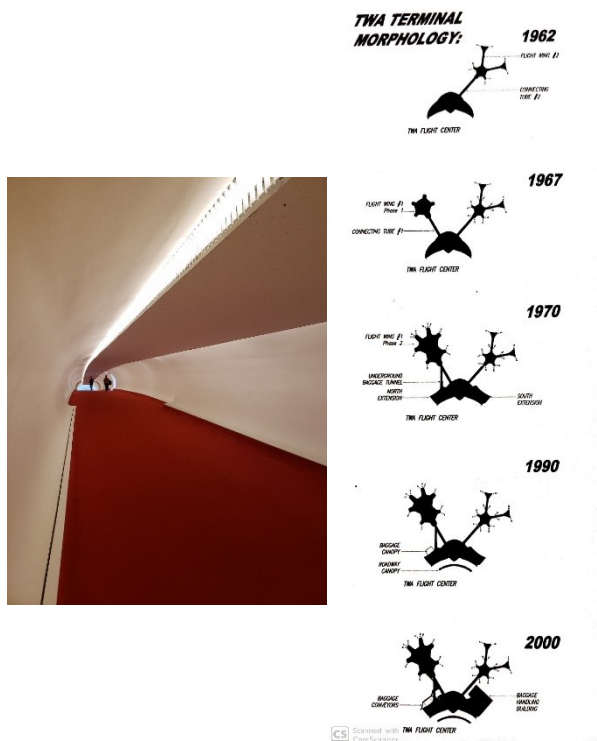 TWA TERMINAL
MORPHOLOGY:
1962
FLIGHT WING #2
CONNECTING
TUBE #2
TWA FLIGHT CENTER
1967
FLIGHT WING #1
Phase 1
CONNECTING TUBE #1
TWA FLIGHT CENTER
1970
FLIGHT WING #1
Phase 2
UNDERGROUND
BAGGAGE TUNNEL
NORTH
EXTENSION
SOUTH
EXTENSION
TWA FLIGHT CENTER
1990
BAGGAGE
CANOPY
ROADWAY
CANOPY
TWA FLIGHT CENTER
2000
BAGGAGE
CONVEYORS
BAGGAGE
HANDLING
BUILDING
TWA FLIGHT CENTER
CS Scanned with
CamScanner